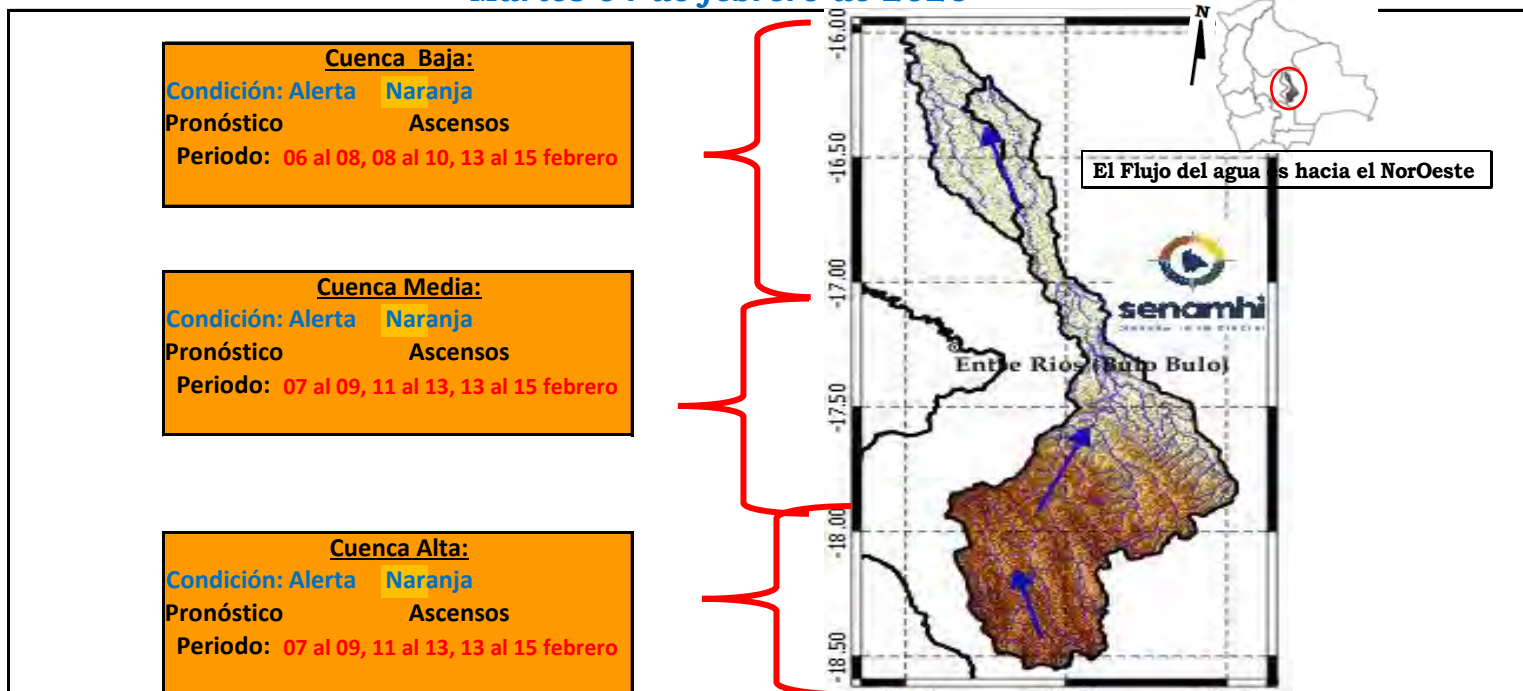 Cuenca Baja:
Condición: Alerta Naranja
Pronóstico Ascensos
Periodo: 06 al 08, 08 al 10, 13 al 15 febrero
Cuenca Media:
Condición: Alerta Naranja
Pronóstico Ascensos
Periodo: 07 al 09, 11 al 13, 13 al 15 febrero
Cuenca Alta:
Condición: Alerta Naranja
Pronóstico Ascensos
Periodo: 07 al 09, 11 al 13, 13 al 15 febrero
N
El Flujo del agua es hacia el NorOeste
senamhi
Entre Rios (Bulo Bulo)
-16.00
-16.50
-17.00
-17.50
-18.00
-18.50